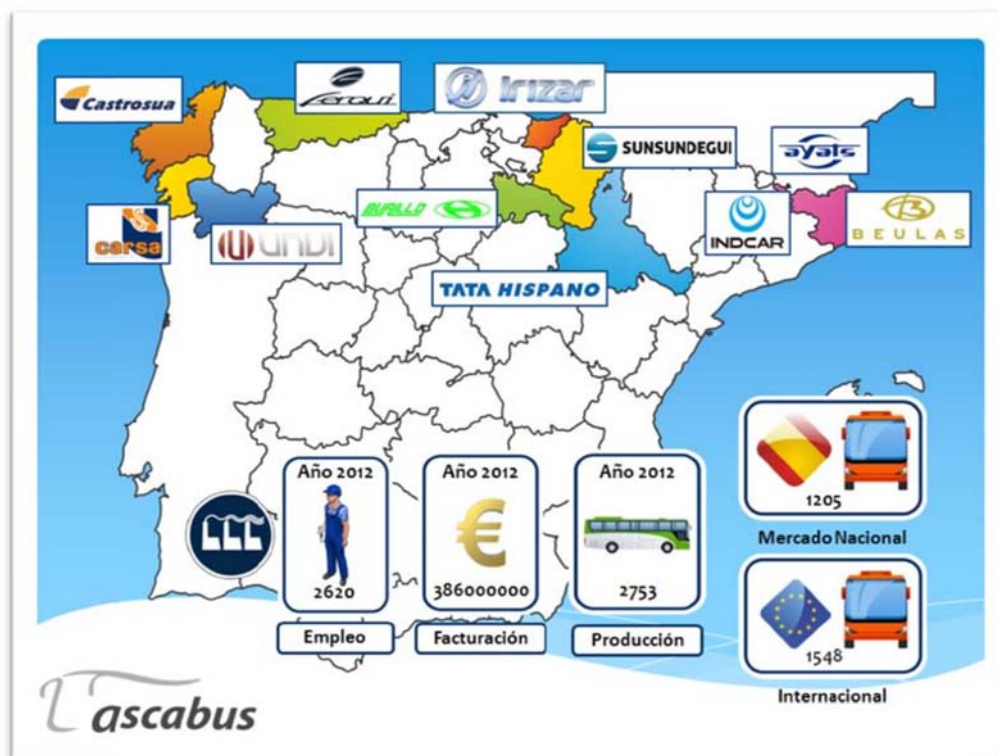 Castrosua
Ferqui
irizar
SUNSUNDEGUI
ayats
carsa
UNVI
BURILLO
INDCAR
BEULAS
TATA HISPANO
Año 2012
2620
Empleo
Año 2012
386000000
Facturación
Año 2012
2753
Producción
1205
Mercado Nacional
1548
Internacional
ascabus